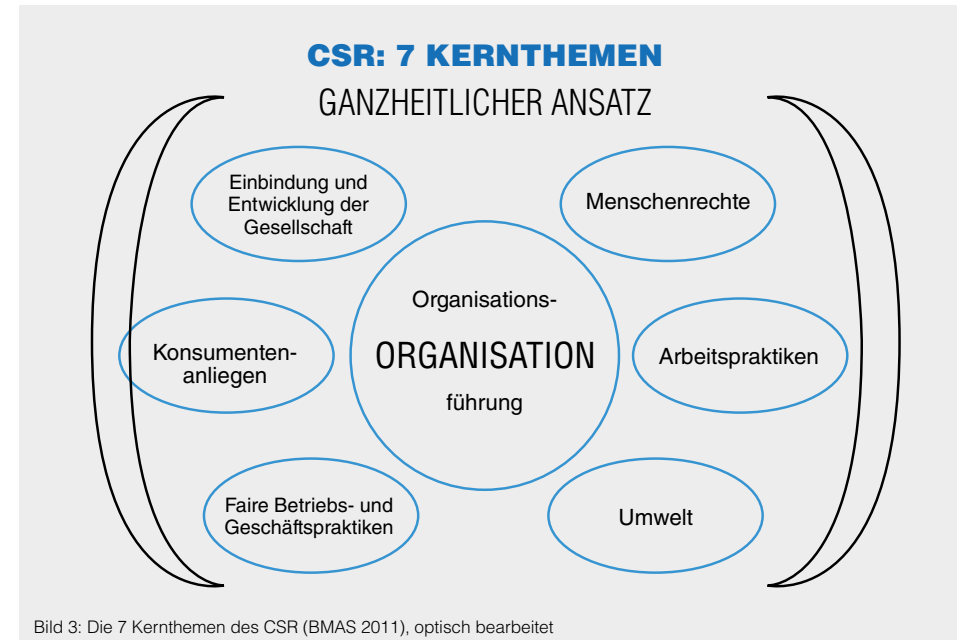 CSR: 7 KERNTHEMEN
GANZHEITLICHER ANSATZ
Einbindung und
Entwicklung der
Gesellschaft
Menschenrechte
Organisations-
ORGANISATION
führung
Konsumenten-
anliegen
Arbeitspraktiken
Faire Betriebs- und
Geschäftspraktiken
Umwelt
Bild 3: Die 7 Kernthemen des CSR (BMAS 2011), optisch bearbeitet